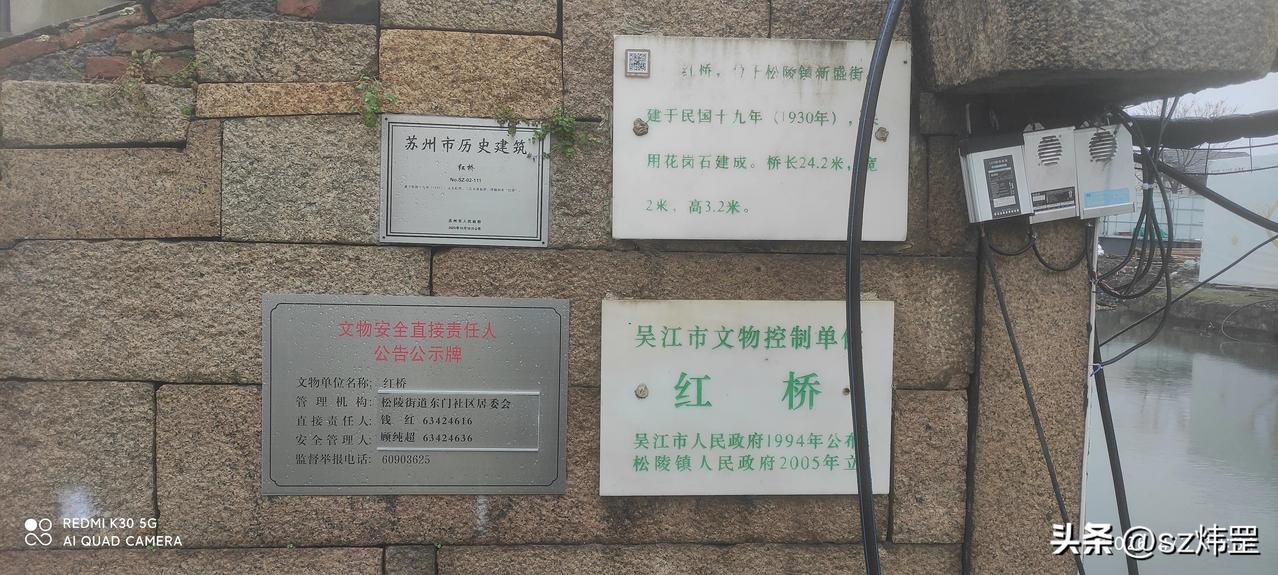 苏州市历史建筑
红桥
No.SZ-02-111
苏州市人民政府
红桥， 于松陵镇新盛街
建于民国十九年（1930年），
用花岗石建成。桥长24.2米，宽
2米，高3.2米。
文物安全直接责任人
公告公示牌
文物单位名称：红桥
管理机构：松陵街道东门社区居委会
直接责任人：钱 红 63424616
安全管理人：顾纯超 63424636
监督举报电话：60903625
吴江市文物控制单位
红桥
吴江市人民政府1994年公布
松陵镇人民政府2005年立
REDMI K30 5G
AI QUAD CAMERA
头条 @sz炜罡